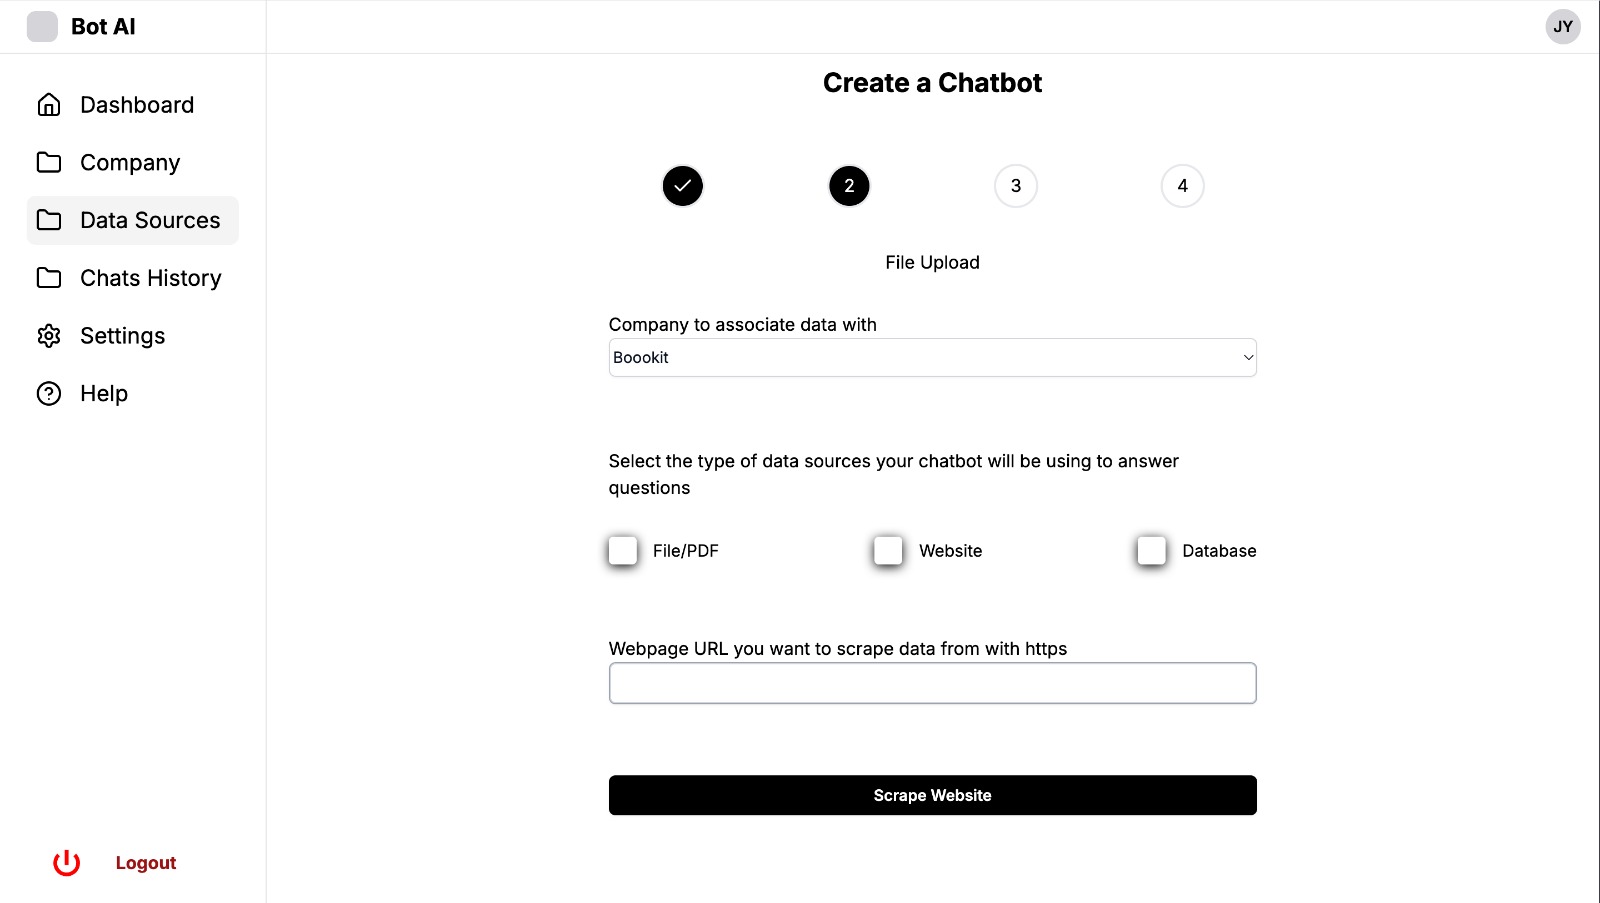 Bot AI
JY
Dashboard
Company
Data Sources
Chats History
Settings
Help
Logout
Create a Chatbot
2
3
4
File Upload
Company to associate data with
Boookit
Select the type of data sources your chatbot will be using to answer
questions
File/PDF
Website
Database
Webpage URL you want to scrape data from with https
Scrape Website